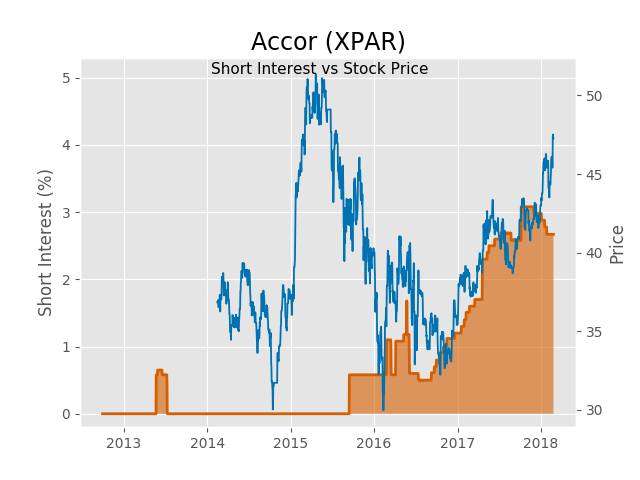 Accor (XPAR)
Short Interest vs Stock Price
Short Interest (%)
5
4
3
2
1
0
50
45
40
35
30
Price
2013 2014 2015 2016 2017 2018